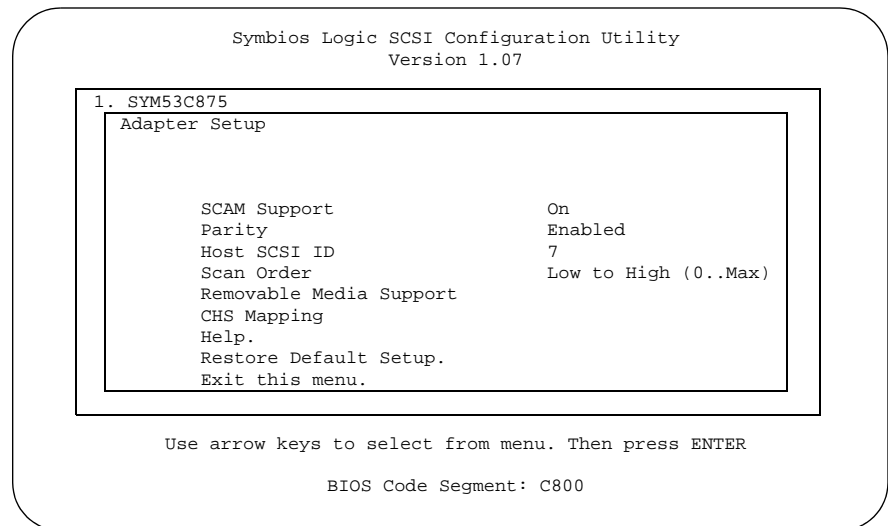 Symbios Logic SCSI Configuration Utility
Version 1.07
1. SYM53C875
Adapter Setup
SCAM Support On
Parity Enabled
Host SCSI ID 7
Scan Order Low to High (0..Max)
Removable Media Support
CHS Mapping
Help.
Restore Default Setup.
Exit this menu.
Use arrow keys to select from menu. Then press ENTER
BIOS Code Segment: C800